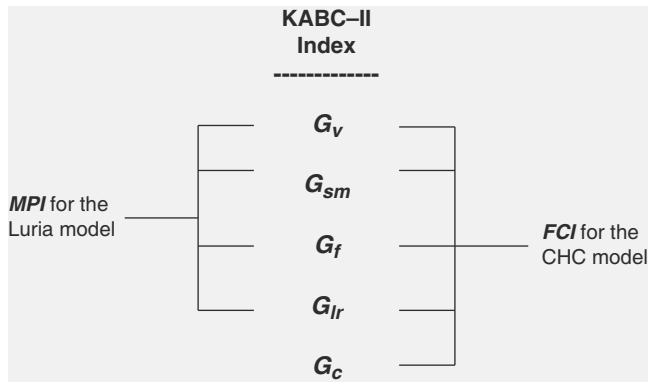 KABC–II
Index
-------------
Gv
Gsm
MPI for the
Luria model
Gf
FCI for the
CHC model
Glr
Gc